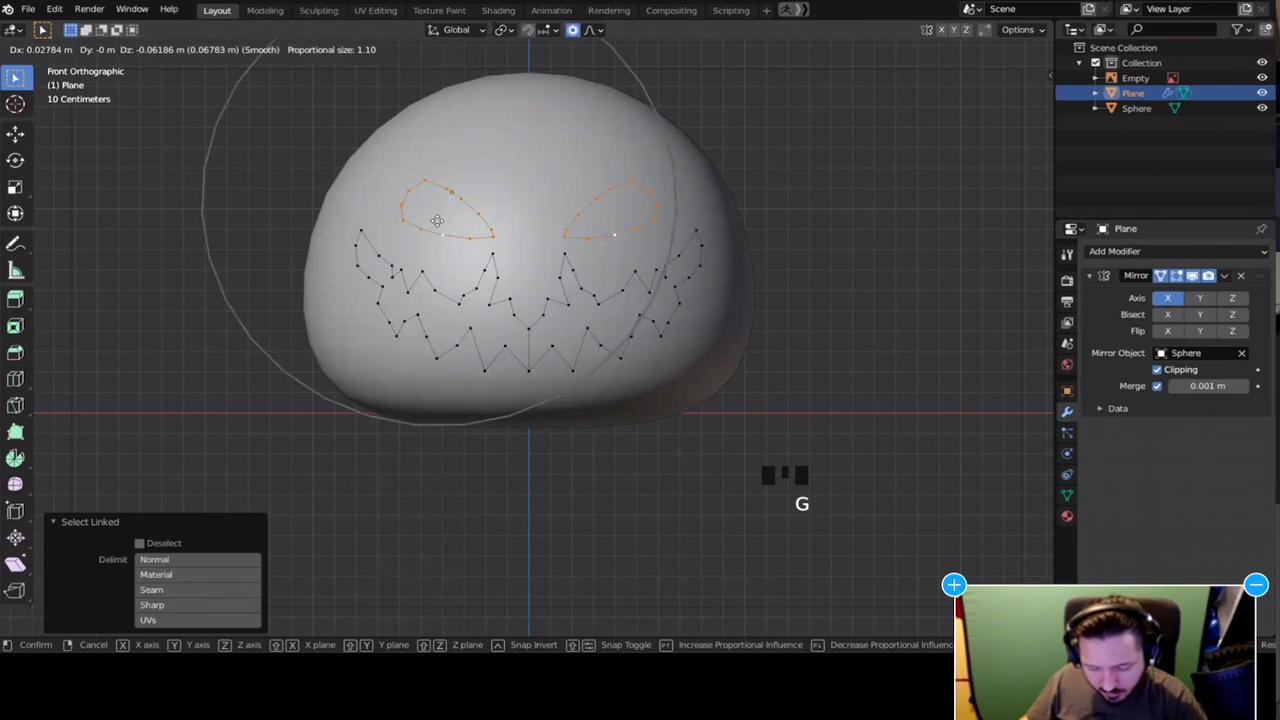 File Edit Render Window Help Layout Modeling Sculpting UV Editing Texture Paint Shading Animation Rendering Compositing Scripting + Scene View Layer
Global Options
Dx: 0.02784 m Dy: -0 m Dz: -0.06186 m (0.06783 m) (Smooth) Proportional size: 1.10
X Y Z
Front Orthographic
(1) Plane
10 Centimeters
Scene Collection
Collection
Empty
Plane
Sphere
Plane
Add Modifier
Mirror
Axis X Y Z
Bisect X Y Z
Flip X Y Z
Mirror Object Sphere
Clipping
Merge 0.001 m
Data
G
Select Linked
Deselect
Delimit Normal
Material
Seam
Sharp
UVs
Confirm Cancel X X axis Y Y axis Z Z axis X X plane Y Y plane Z Z plane Snap Invert Snap Toggle Increase Proportional Influence Decrease Proportional Influence Res